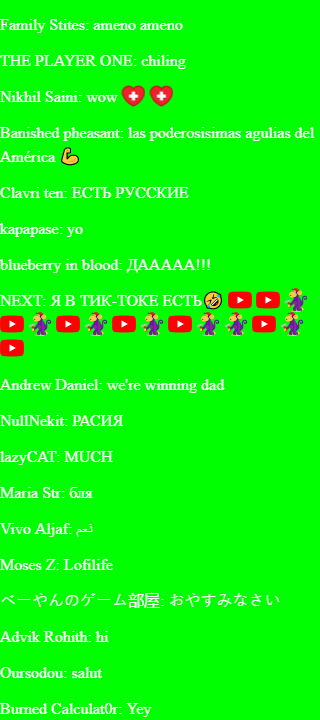 Family Stites: ameno ameno
THE PLAYER ONE: chiling
Nikhil Saini: wow
Banished pheasant: las poderosisimas agulias del
América 💪
Clavri ten: ЕСТЬ РУССКИЕ
kapapase: yo
blueberry in blood: ДААААА!!!
NEXT: Я В ТИК-ТОКЕ ЕСТЬ🤣
Andrew Daniel: we're winning dad
NullNekit: РАСИЯ
lazyCAT: MUCH
Maria Str: бля
Vivo Aljaf:
Moses Z: Lofilife
べーやんのゲーム部屋: おやすみなさい
Advik Rohith: hi
Oursodou: salut
Burned Calculat0r: Yey